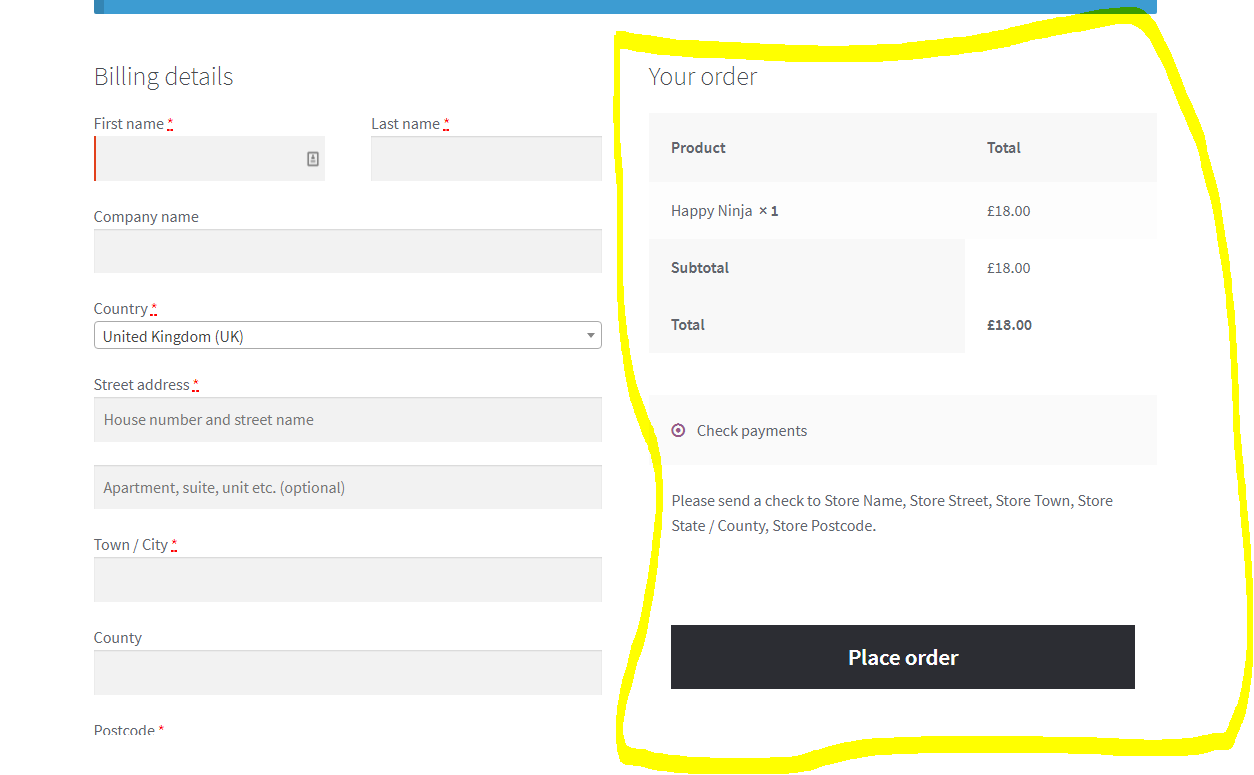 Billing details
First name *
Last name *
Company name
Country *
United Kingdom (UK)
Street address *
House number and street name
Apartment, suite, unit etc. (optional)
Town / City *
County
Postcode *
Your order
Product Total
Happy Ninja × 1 £18.00
Subtotal £18.00
Total £18.00
Check payments
Please send a check to Store Name, Store Street, Store Town, Store
State / County, Store Postcode.
Place order